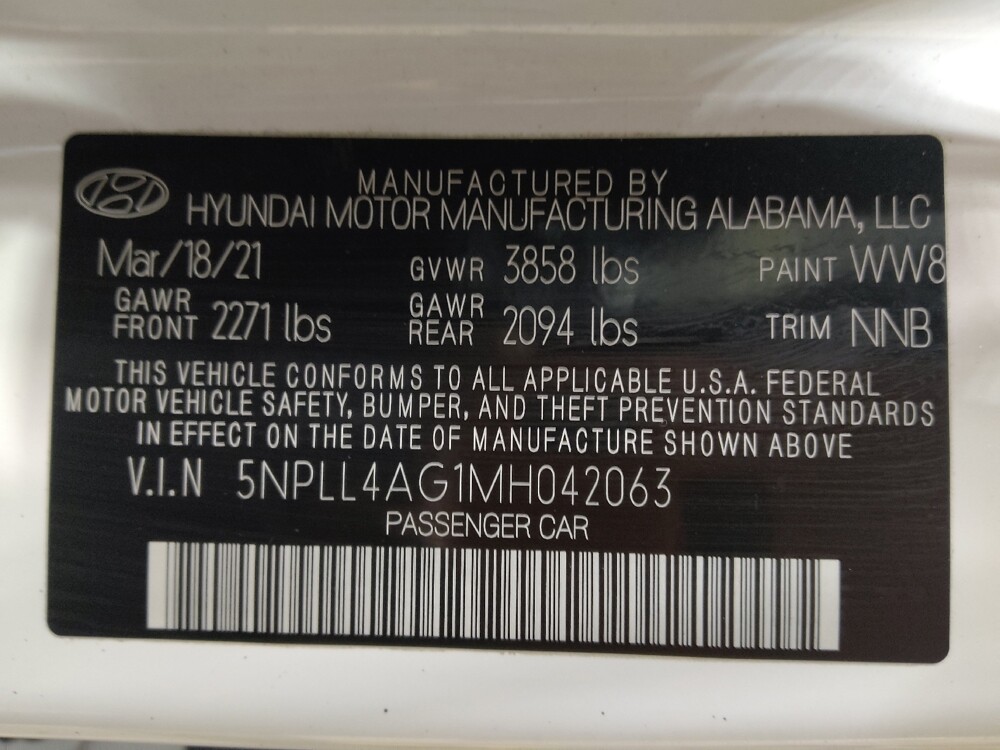 MANUFACTURED BY
HYUNDAI MOTOR MANUFACTURING ALABAMA, LLC
Mar/18/21 GVWR 3858 lbs PAINT WW8
GAWR FRONT 2271 lbs GAWR REAR 2094 lbs TRIM NNB
THIS VEHICLE CONFORMS TO ALL APPLICABLE U.S.A. FEDERAL
MOTOR VEHICLE SAFETY, BUMPER, AND THEFT PREVENTION STANDARDS
IN EFFECT ON THE DATE OF MANUFACTURE SHOWN ABOVE
V.I.N 5NPLL4AG1MH042063
PASSENGER CAR